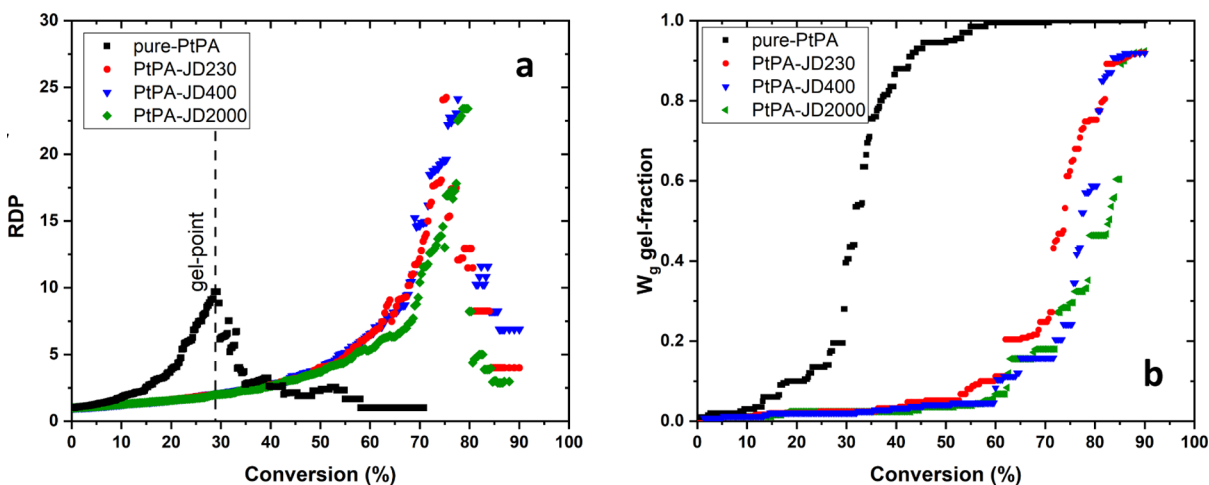 35
30
25
20
15
10
5
0
RDP
pure-PtPA
PtPA-JD230
PtPA-JD400
PtPA-JD2000
a
gel-point
0 10 20 30 40 50 60 70 80 90 100
Conversion (%)
1.0
0.8
0.6
0.4
0.2
0.0
Wg gel-fraction
pure-PtPA
PtPA-JD230
PtPA-JD400
PtPA-JD2000
b
0 10 20 30 40 50 60 70 80 90 100
Conversion (%)